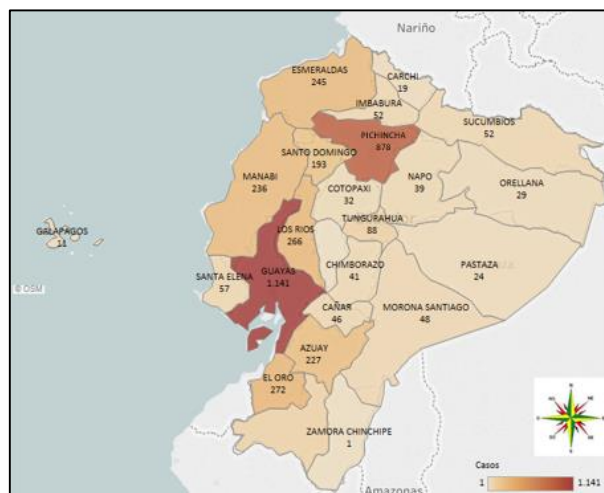 Nariño
ESMERALDAS
245
CARCHI
19
IMBABURA
52
SUCUMBIOS
52
PICHINCHA
878
SANTO DOMINGO
193
MANABI
236
NAPO
39
ORELLANA
29
COTOPAXI
32
TUNGURAHUA
88
GALAPAGOS
11
LOS RIOS
266
SANTA ELENA
57
GUAYAS
1.141
CHIMBORAZO
41
PASTAZA
24
CAÑAR
46
MORONA SANTIAGO
48
AZUAY
227
EL ORO
272
ZAMORA CHINCHIPE
1
© OSM
Casos
1
1.141
Amazonas